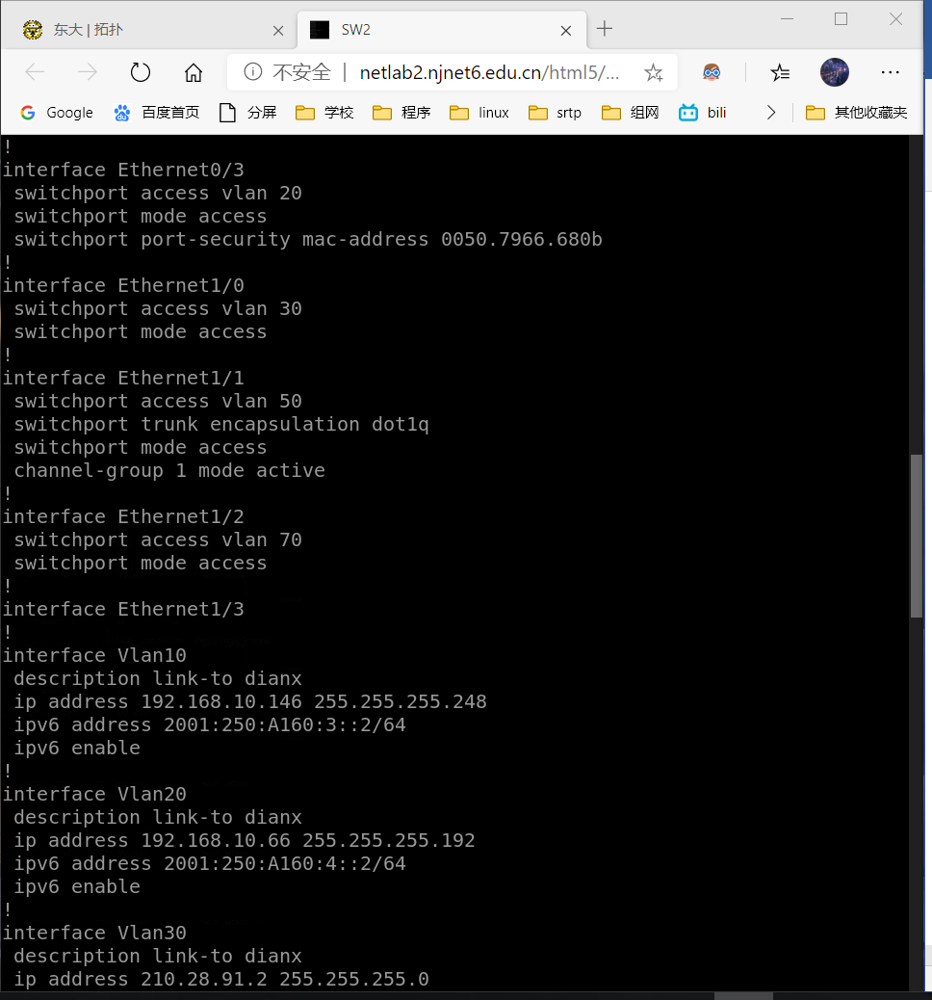 东大 | 拓扑
SW2
不安全 | netlab2.njnet6.edu.cn/html5/...
Google 百度首页 分屏 学校 程序 linux srtp 组网 bili 其他收藏夹
!
interface Ethernet0/3
 switchport access vlan 20
 switchport mode access
 switchport port-security mac-address 0050.7966.680b
!
interface Ethernet1/0
 switchport access vlan 30
 switchport mode access
!
interface Ethernet1/1
 switchport access vlan 50
 switchport trunk encapsulation dot1q
 switchport mode access
 channel-group 1 mode active
!
interface Ethernet1/2
 switchport access vlan 70
 switchport mode access
!
interface Ethernet1/3
!
interface Vlan10
 description link-to dianx
 ip address 192.168.10.146 255.255.255.248
 ipv6 address 2001:250:A160:3::2/64
 ipv6 enable
!
interface Vlan20
 description link-to dianx
 ip address 192.168.10.66 255.255.255.192
 ipv6 address 2001:250:A160:4::2/64
 ipv6 enable
!
interface Vlan30
 description link-to dianx
 ip address 210.28.91.2 255.255.255.0